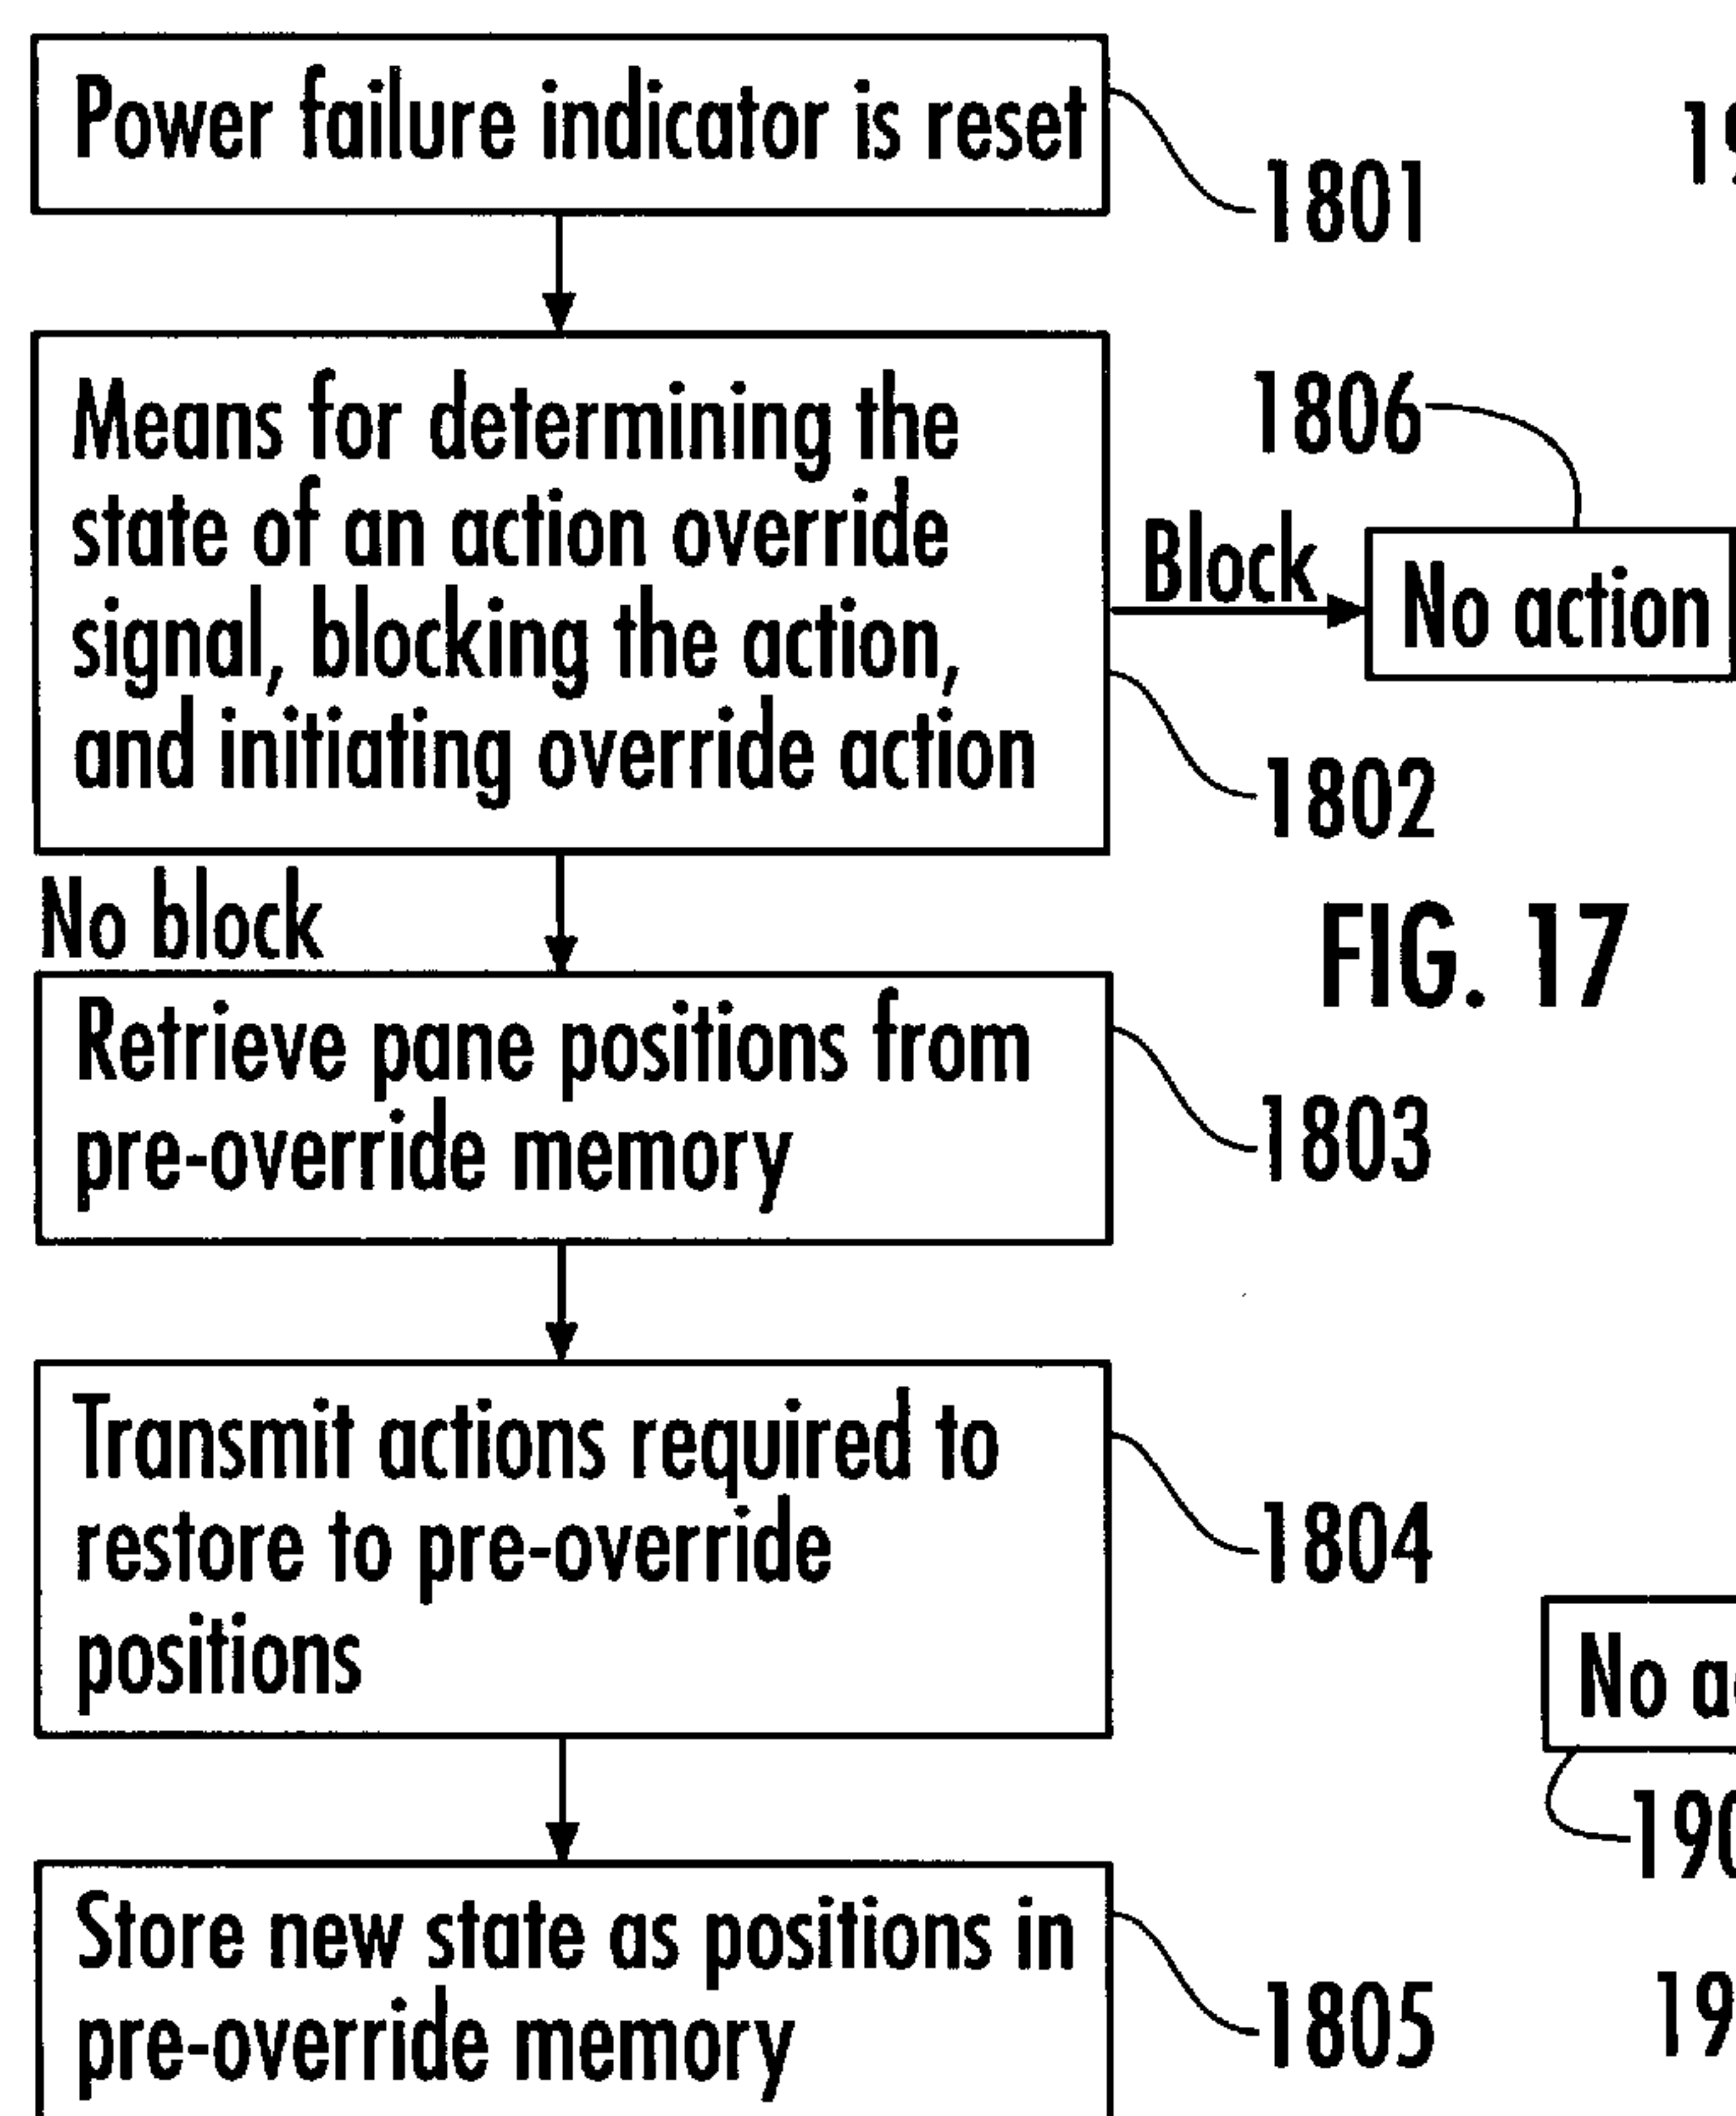 Power failure indicator is reset
1801
Means for determining the
state of an action override
signal, blocking the action,
and initiating override action
1806
Block
No action
1802
No block
FIG. 17
Retrieve pane positions from
pre-override memory
1803
Transmit actions required to
restore to pre-override
positions
1804
No
Store new state as positions in
pre-override memory
1805